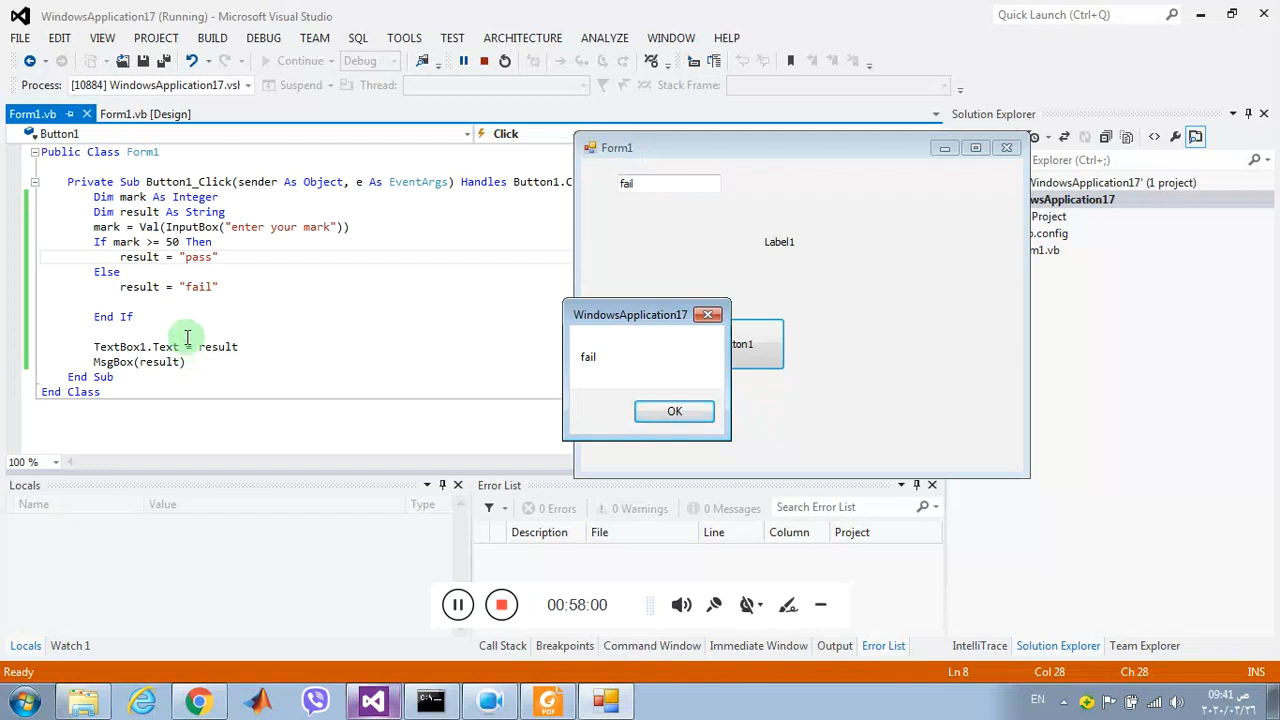 WindowsApplication17 (Running) - Microsoft Visual Studio
Quick Launch (Ctrl+Q)
FILE EDIT VIEW PROJECT BUILD DEBUG TEAM SQL TOOLS TEST ARCHITECTURE ANALYZE WINDOW HELP
Continue Debug
Process: [10884] WindowsApplication17.vsl Suspend Thread: Stack Frame:
Form1.vb Form1.vb [Design]
Solution Explorer
Button1 Click
Explorer (Ctrl+;)
Public Class Form1
Private Sub Button1_Click(sender As Object, e As EventArgs) Handles Button1.C
Dim mark As Integer
Dim result As String
mark = Val(InputBox("enter your mark"))
If mark >= 50 Then
result = "pass"
Else
result = "fail"
End If
TextBox1.Text = result
MsgBox(result)
End Sub
End Class
Form1
fail
Label1
tton1
WindowsApplication17
fail
OK
WindowsApplication17' (1 project)
wsApplication17
Project
o.config
m1.vb
100 %
Locals
Name Value Type
Error List
0 Errors 0 Warnings 0 Messages Search Error List
Description File Line Column Project
00:58:00
Locals Watch 1 Call Stack Breakpoints Command Window Immediate Window Output Error List IntelliTrace Solution Explorer Team Explorer
Ready Ln 8 Col 28 Ch 28 INS
PDF
EN
09:41 ص
٢٠٢٠/٠٣/٢٦